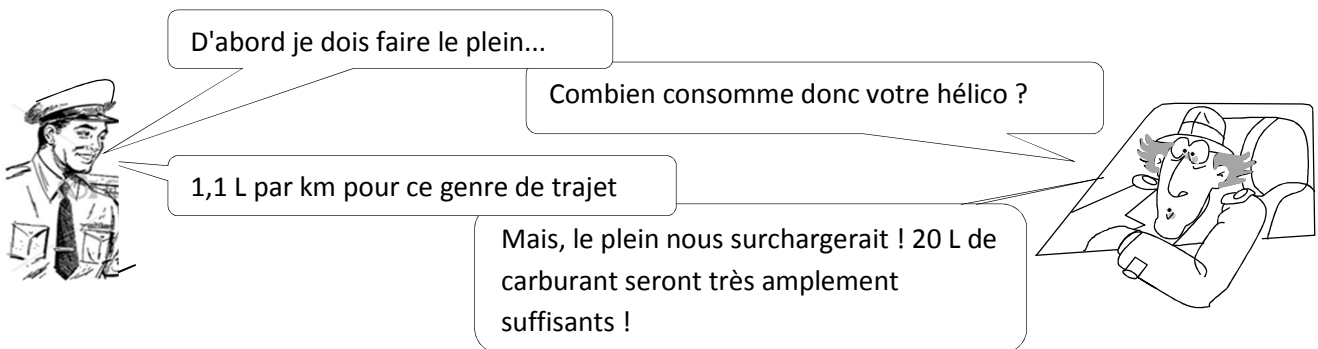 D'abord je dois faire le plein...
Combien consomme donc votre hélico ?
1,1 L par km pour ce genre de trajet
Mais, le plein nous surchargerait ! 20 L de
carburant seront très amplement
suffisants !